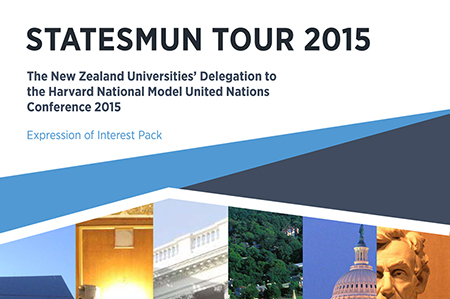 STATESMUN TOUR 2015
The New Zealand Universities' Delegation to
the Harvard National Model United Nations
Conference 2015
Expression of Interest Pack